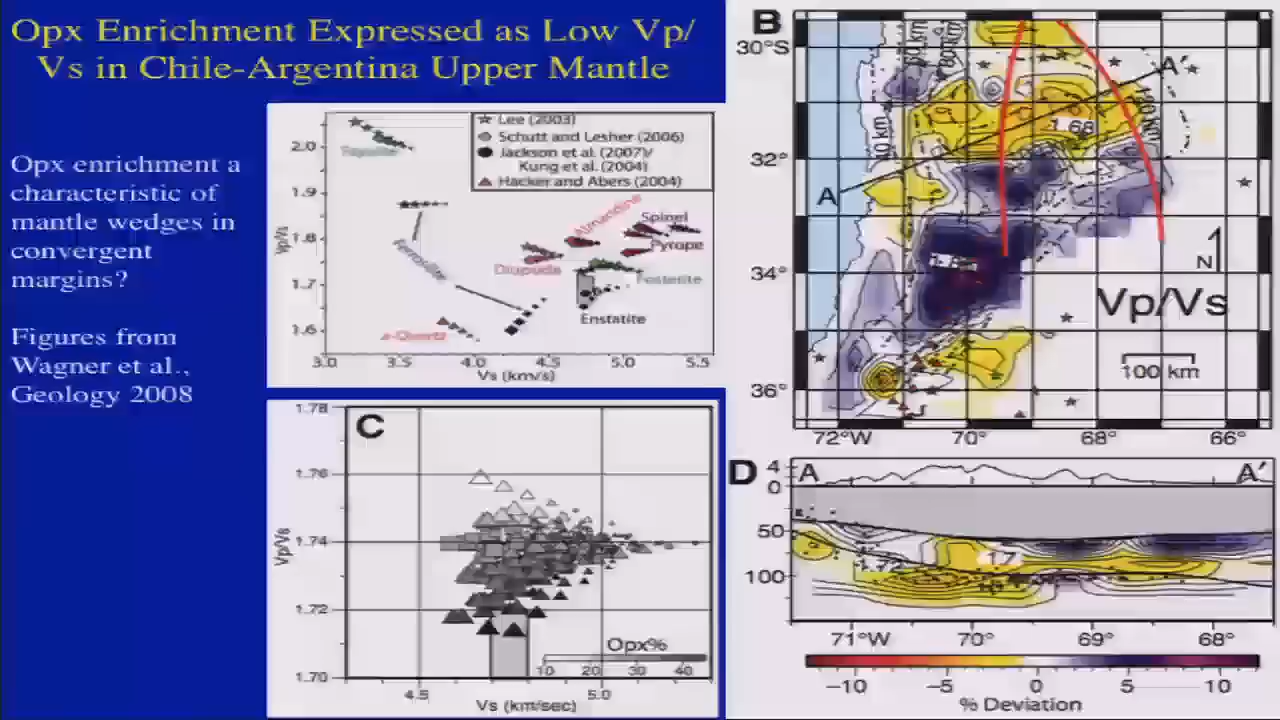 Opx Enrichment Expressed as Low Vp/
Vs in Chile-Argentina Upper Mantle
Opx enrichment a
characteristic of
mantle wedges in
convergent
margins?
Figures from
Wagner et al.,
Geology 2008
Lee (2003)
Schutt and Lesher (2006)
Jackson et al. (2007)/
Kung et al. (2004)
Hacker and Abers (2004)
2.0
1.9
1.8
1.7
1.6
Vp/Vs
Almandine
Spinel
Pyrope
Diopside
Enstatite
α-Quartz
3.0 3.5 4.0 4.5 5.0 5.5
Vs (km/s)
C
1.78
1.76
1.74
1.72
1.70
Vp/Vs
Opx%
10 20 30 40
4.5 5.0
Vs (km/sec)
B
30°S
32°
34°
36°
A
A′
1.68
N
Vp/Vs
100 km
72°W 70° 68° 66°
D
A
A′
4
0
50
100
1.72
1.7
71°W 70° 69° 68°
−10 −5 0 5 10
% Deviation